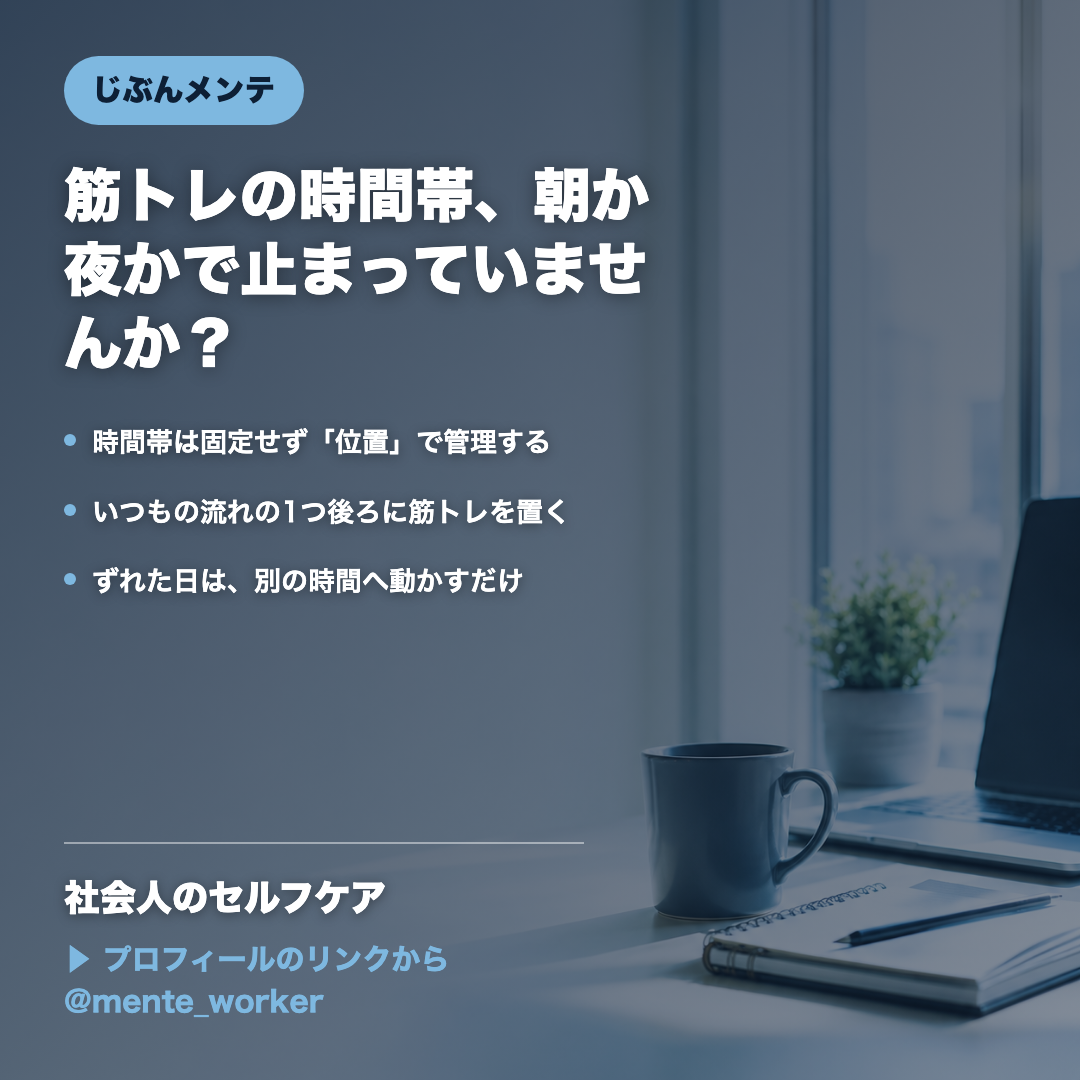 じぶんメンテ
筋トレの時間帯、朝か
夜かで止まっていませ
んか？
時間帯は固定せず「位置」で管理する
いつもの流れの1つ後ろに筋トレを置く
ずれた日は、別の時間へ動かすだけ
社会人のセルフケア
▶ プロフィールのリンクから
@mente_worker